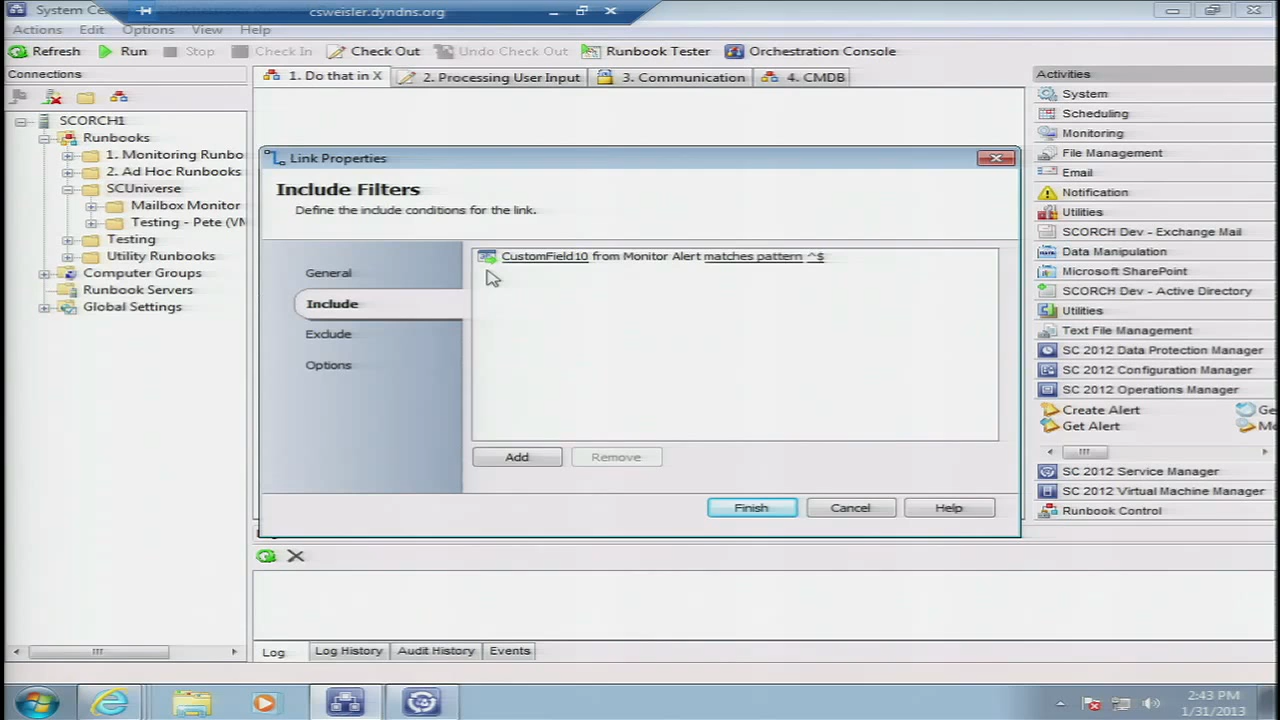 System Ce
csweisler.dyndns.org
Actions Edit Options View Help
Refresh Run Stop Check In Check Out Undo Check Out Runbook Tester Orchestration Console
Connections
1. Do that in X 2. Processing User Input 3. Communication 4. CMDB
Activities
SCORCH1
Runbooks
1. Monitoring Runbo
2. Ad Hoc Runbooks
SCUniverse
Mailbox Monitor
Testing - Pete (VM
Testing
Utility Runbooks
Computer Groups
Runbook Servers
Global Settings
Link Properties
Include Filters
Define the include conditions for the link.
General
Include
Exclude
Options
CustomField10 from Monitor Alert matches pattern ^$
Add Remove
Finish Cancel Help
System
Scheduling
Monitoring
File Management
Email
Notification
Utilities
SCORCH Dev - Exchange Mail
Data Manipulation
Microsoft SharePoint
SCORCH Dev - Active Directory
Utilities
Text File Management
SC 2012 Data Protection Manager
SC 2012 Configuration Manager
SC 2012 Operations Manager
Create Alert Ge
Get Alert Mo
SC 2012 Service Manager
SC 2012 Virtual Machine Manager
Runbook Control
Log Log History Audit History Events
2:43 PM
1/31/2013